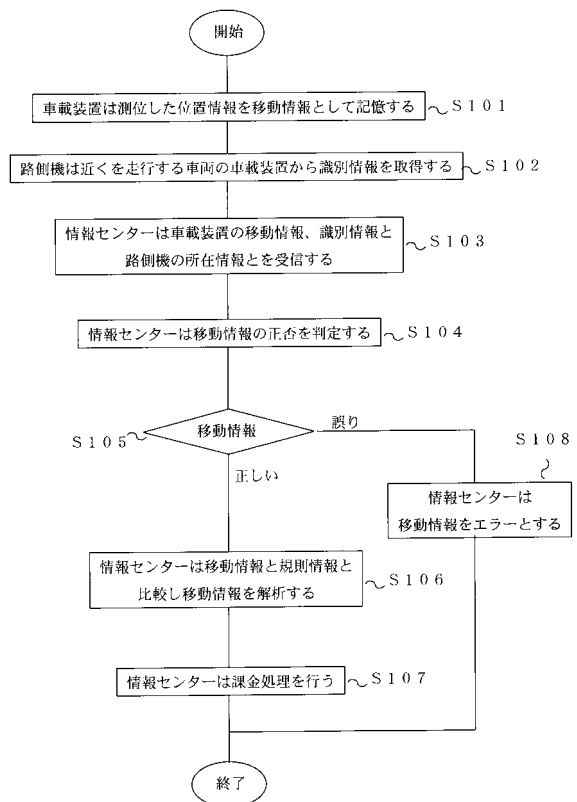 開始
車載装置は測位した位置情報を移動情報として記憶する
S101
路側機は近くを走行する車両の車載装置から識別情報を取得する
S102
情報センターは車載装置の移動情報、識別情報と
路側機の所在情報とを受信する
S103
情報センターは移動情報の正否を判定する
S104
S105
移動情報
誤り
正しい
S108
情報センターは
移動情報をエラーとする
情報センターは移動情報と規則情報と
比較し移動情報を解析する
S106
情報センターは課金処理を行う
S107
終了